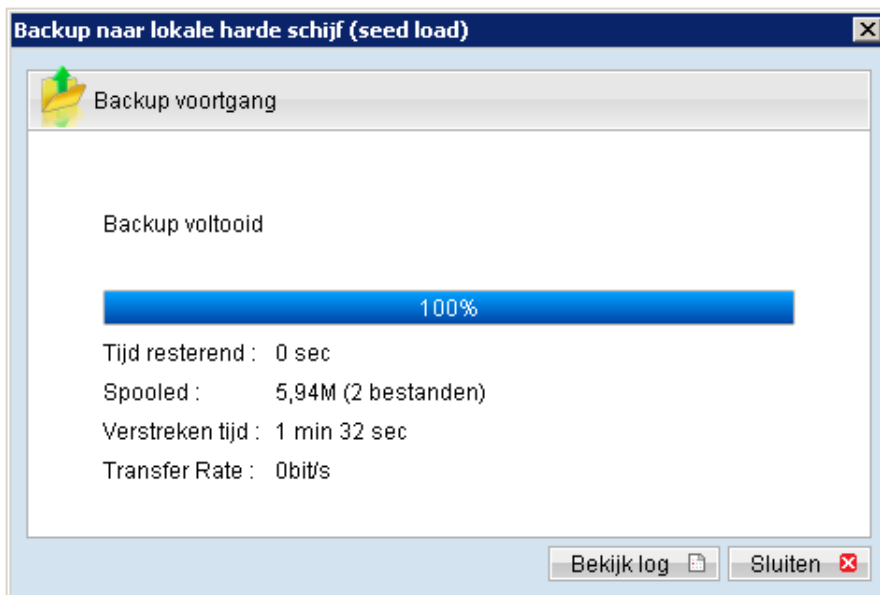 Backup naar lokale harde schijf (seed load)
Backup voortgang
Backup voltooid
100%
Tijd resterend : 0 sec
Spooled : 5,94M (2 bestanden)
Verstreken tijd : 1 min 32 sec
Transfer Rate : 0bit/s
Bekijk log Sluiten